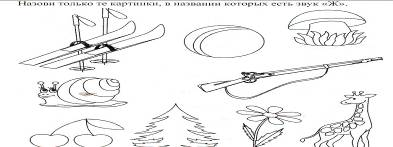 Назови только те картинки, в названии которых есть звук «Ж».